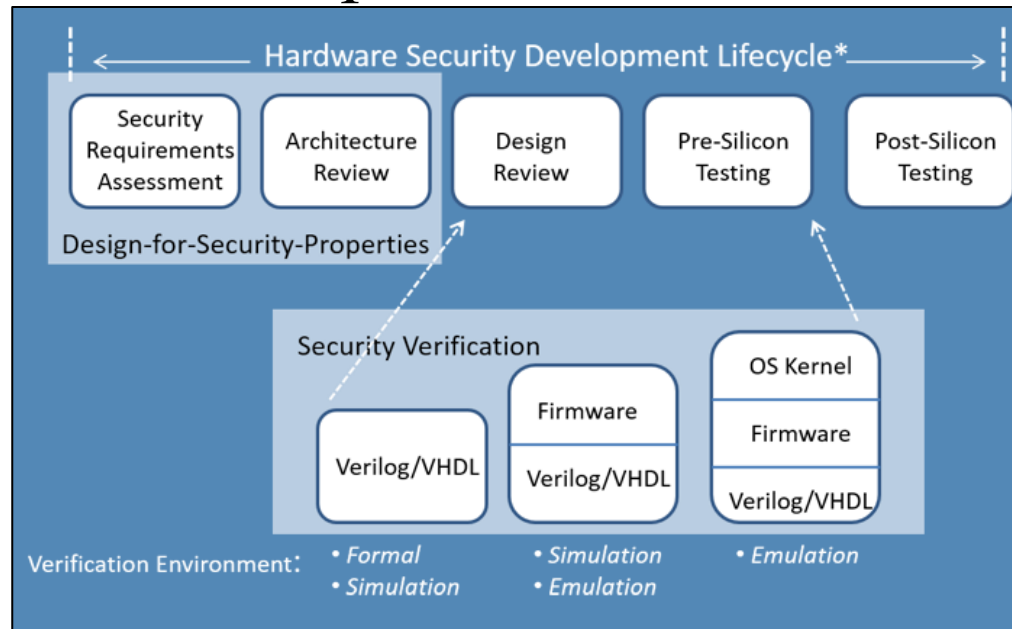 Hardware Security Development Lifecycle*
Security
Requirements
Assessment
Architecture
Review
Design
Review
Pre-Silicon
Testing
Post-Silicon
Testing
Design-for-Security-Properties
Security Verification
Verilog/VHDL
Firmware
Verilog/VHDL
OS Kernel
Firmware
Verilog/VHDL
Verification Environment:
• Formal
• Simulation
• Simulation
• Emulation
• Emulation